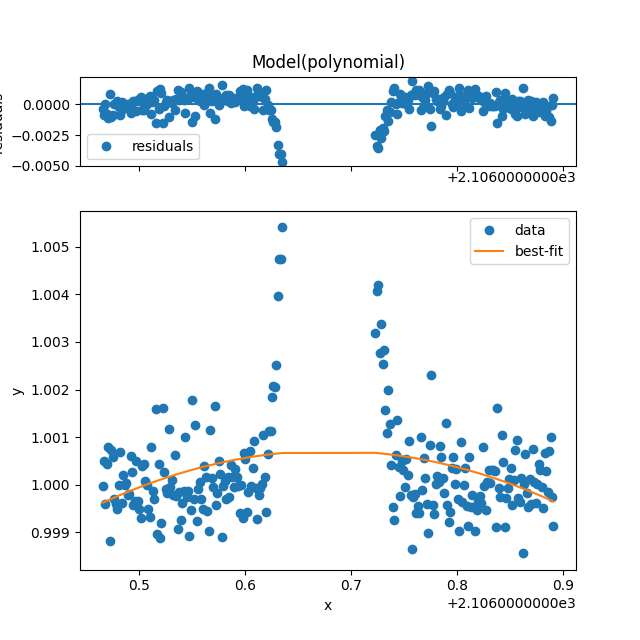 Model(polynomial)
0.0000
−0.0025
−0.0050
residuals
residuals
+2.1060000000e3
1.005
1.004
1.003
1.002
1.001
1.000
0.999
y
data
best-fit
0.5
0.6
0.7
0.8
0.9
x
+2.1060000000e3